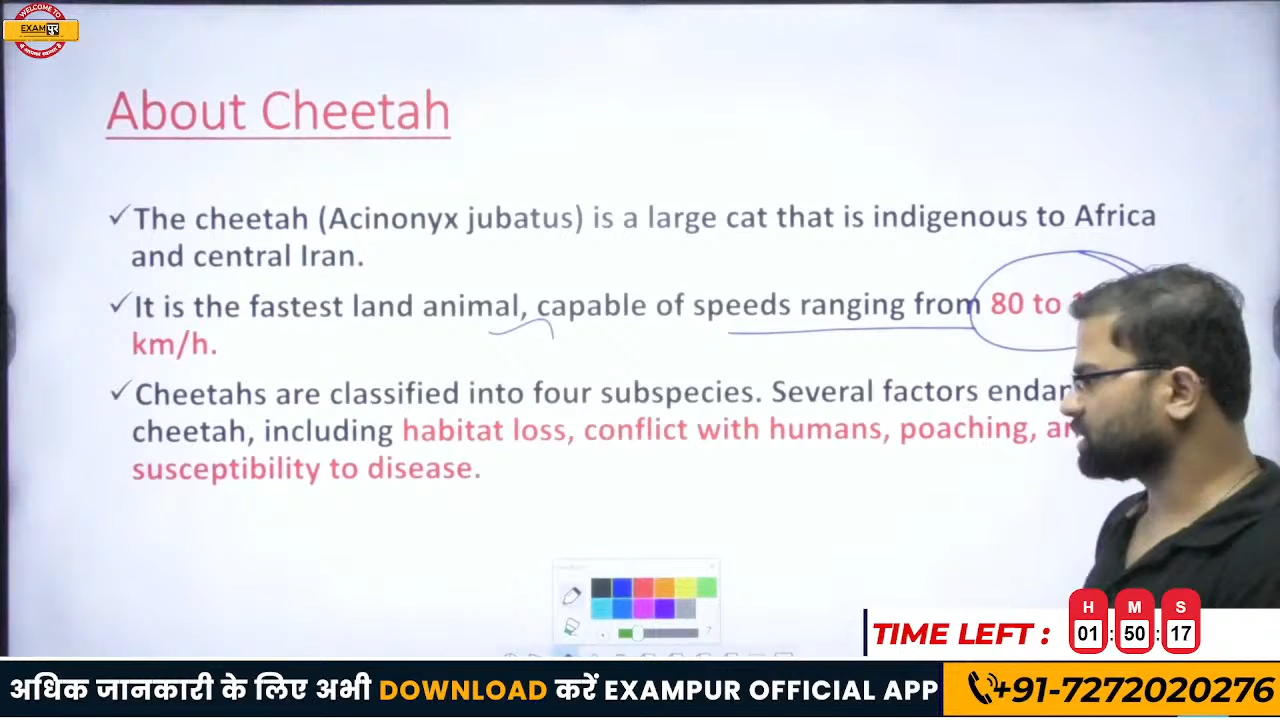 WELCOME TO
EXAMपुर
About Cheetah
✓ The cheetah (Acinonyx jubatus) is a large cat that is indigenous to Africa
and central Iran.
✓ It is the fastest land animal, capable of speeds ranging from 80 to
km/h.
✓ Cheetahs are classified into four subspecies. Several factors
cheetah, including habitat loss, conflict with humans, poaching,
susceptibility to disease.
H M S
TIME LEFT : 01 : 50 : 17
अधिक जानकारी के लिए अभी DOWNLOAD करें EXAMPUR OFFICIAL APP
+91-7272020276